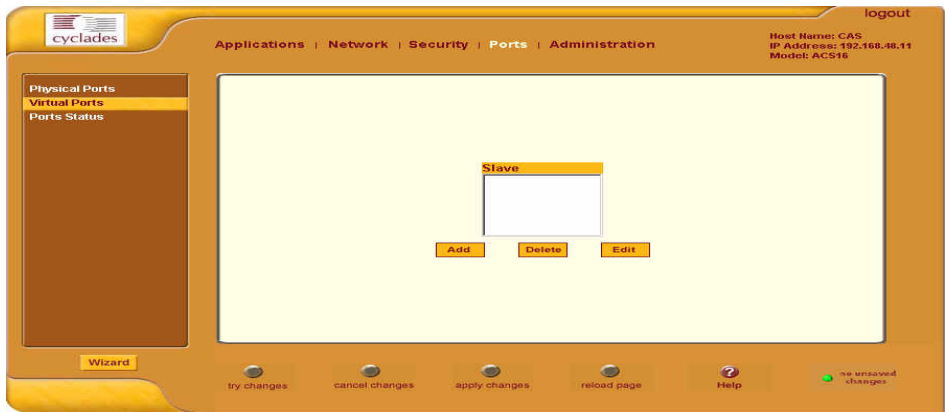 logout
cyclades
Applications | Network | Security | Ports | Administration
Host Name: CAS
IP Address: 192.168.48.11
Model: ACS16
Physical Ports
Virtual Ports
Ports Status
Slave
Add Delete Edit
Wizard
try changes cancel changes apply changes reload page Help no unsaved changes